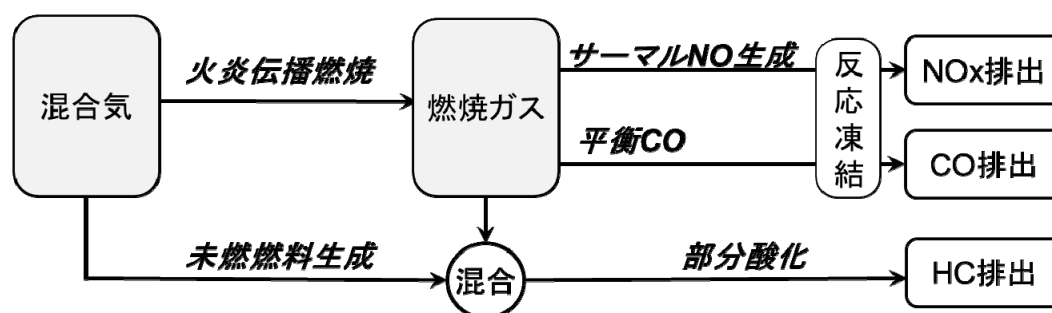 混合気
火炎伝播燃焼
燃焼ガス
サーマルNO生成
平衡CO
反応凍結
NOx排出
CO排出
未燃燃料生成
混合
部分酸化
HC排出